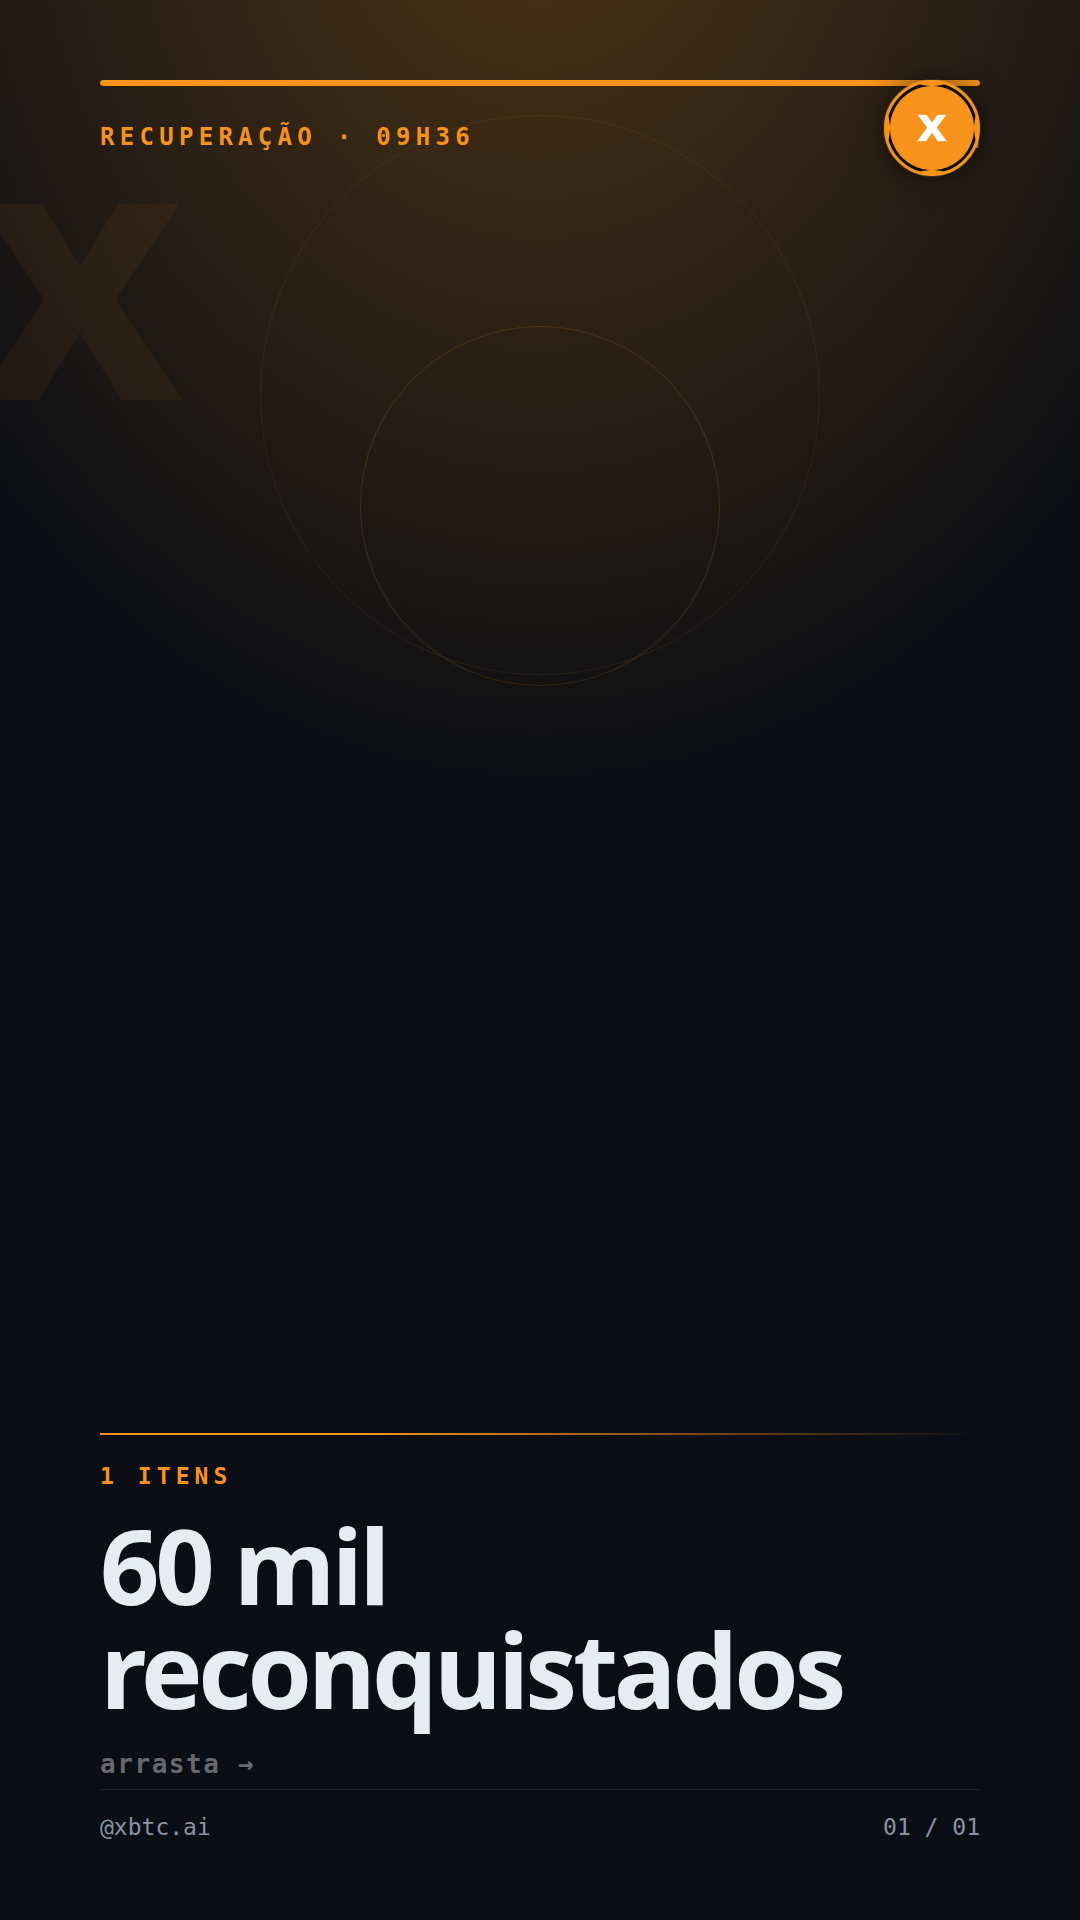 RECUPERAÇÃO · 09H36
x
x
1 ITENS
60 mil
reconquistados
arrasta →
@xbtc.ai
01 / 01